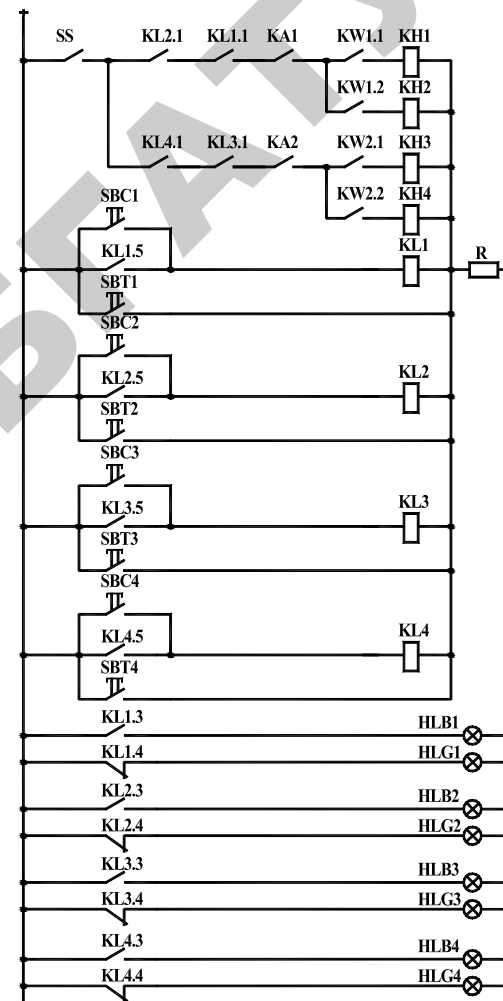 SS KL2.1 KL1.1 KA1 KW1.1 KH1
KW1.2 KH2
KL4.1 KL3.1 KA2 KW2.1 KH3
KW2.2 KH4
SBC1
KL1.5 KL1 R
SBT1
SBC2
KL2.5 KL2
SBT2
SBC3
KL3.5 KL3
SBT3
SBC4
KL4.5 KL4
SBT4
KL1.3 HLB1
KL1.4 HLG1
KL2.3 HLB2
KL2.4 HLG2
KL3.3 HLB3
KL3.4 HLG3
KL4.3 HLB4
KL4.4 HLG4
БГАТУ